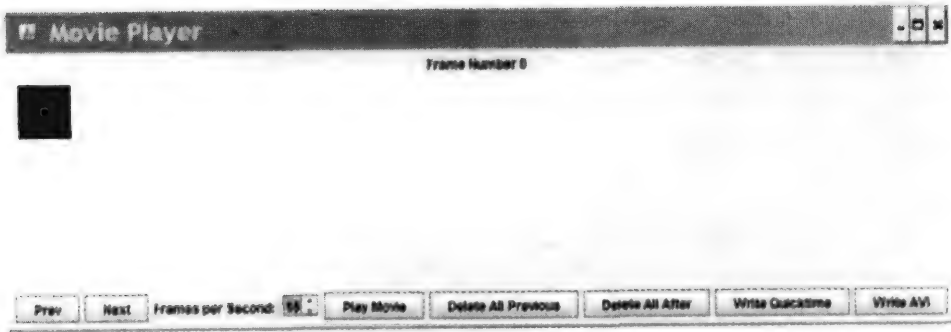 Movie Player
Frame Number 0
Prev Next Frames per Second: Play Movie Delete All Previous Delete All After Write Quicktime Write AVI